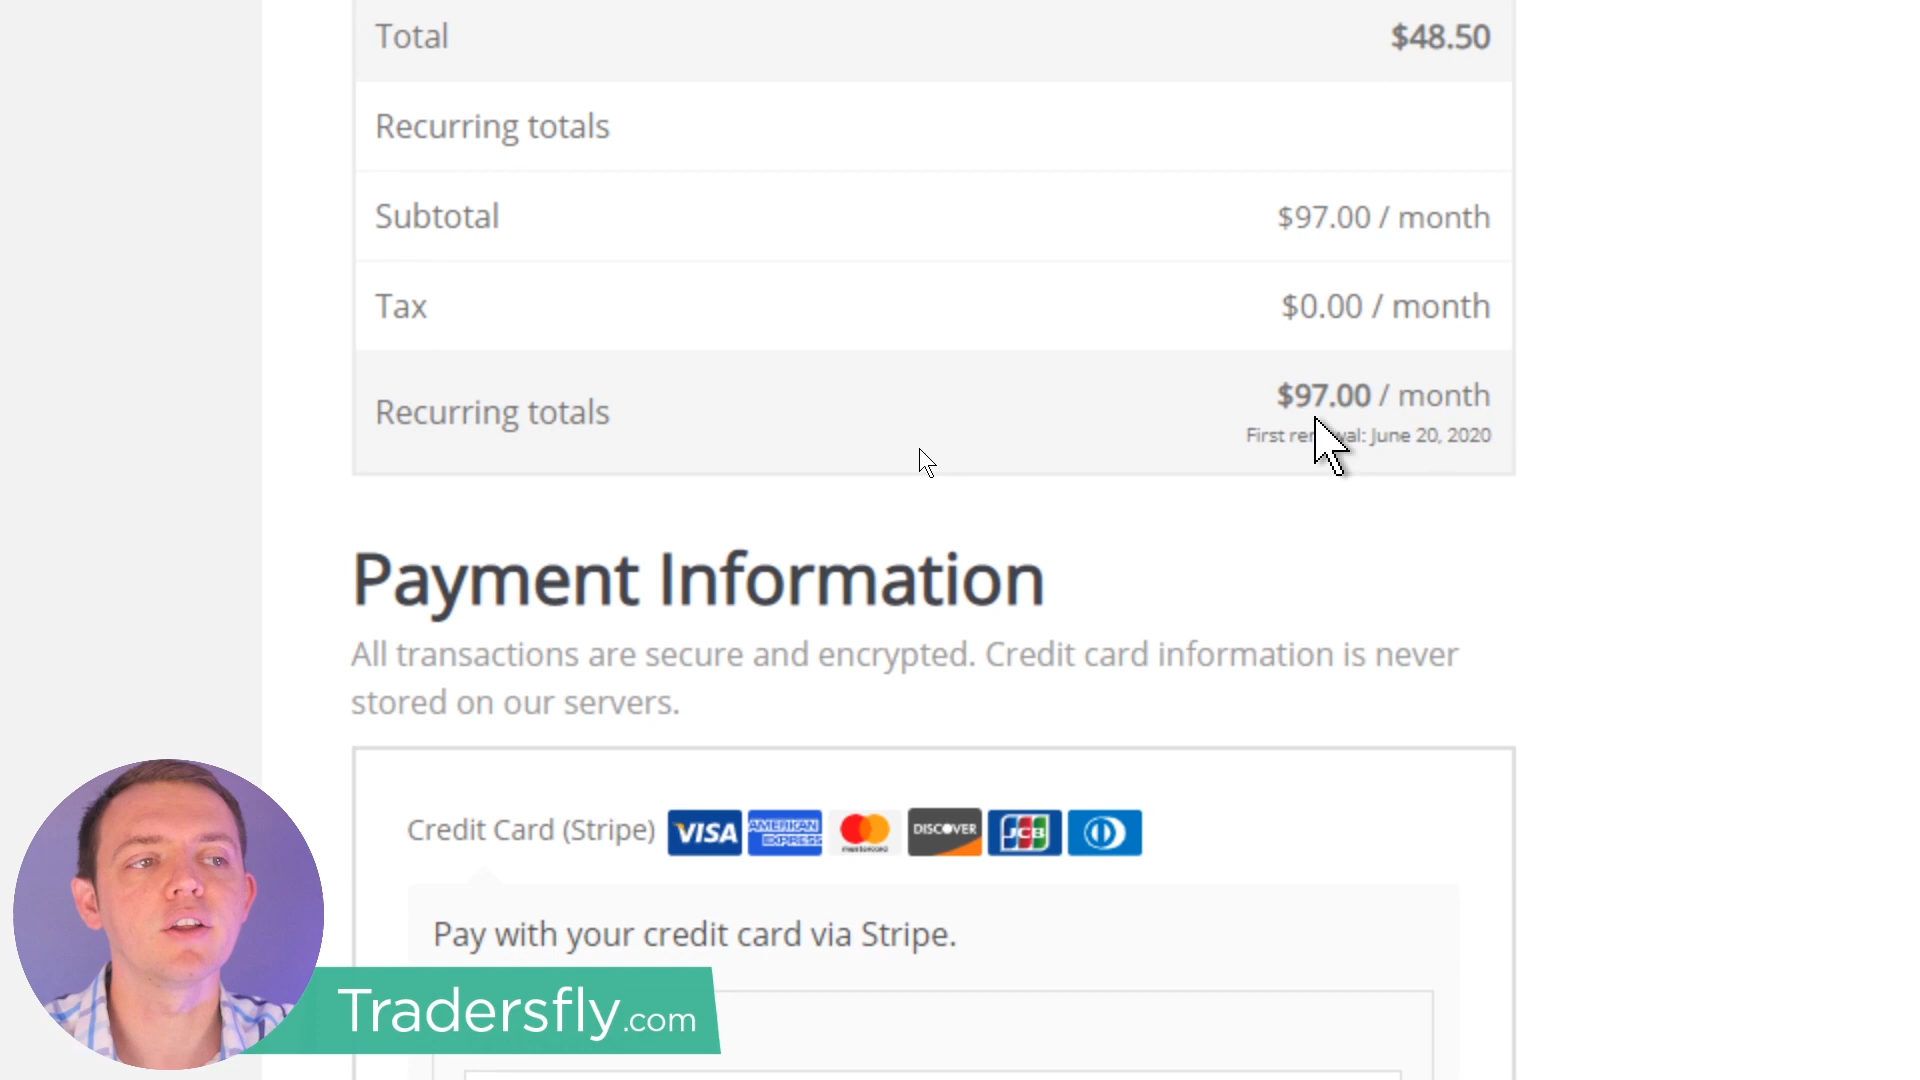 Total $48.50
Recurring totals
Subtotal $97.00 / month
Tax $0.00 / month
Recurring totals $97.00 / month
First renewal: June 20, 2020
Payment Information
All transactions are secure and encrypted. Credit card information is never
stored on our servers.
Credit Card (Stripe) VISA AMERICAN EXPRESS mastercard DISCOVER JCB
Pay with your credit card via Stripe.
Tradersfly.com